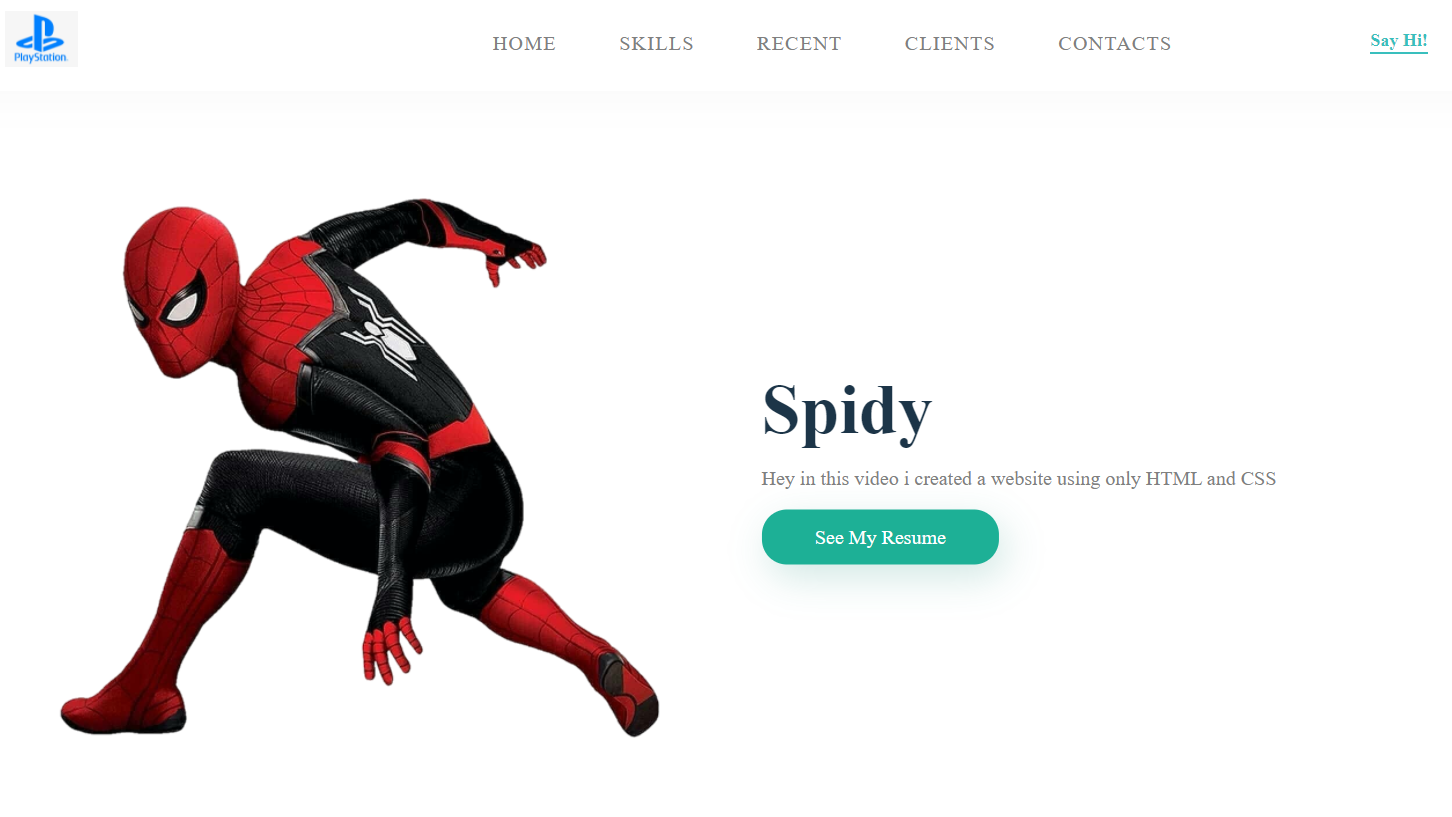 PlayStation
HOME SKILLS RECENT CLIENTS CONTACTS Say Hi!
Spidy
Hey in this video i created a website using only HTML and CSS
See My Resume